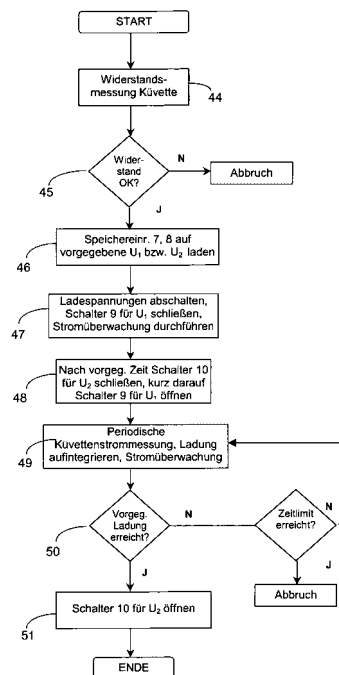 START
Widerstands-
messung Küvette
44
Wider-
stand
OK?
N
Abbruch
45
J
Speichereinr. 7, 8 auf
vorgegebene U₁ bzw. U₂ laden
46
Ladespannungen abschalten,
Schalter 9 für U₁ schließen,
Stromüberwachung durchführen
47
Nach vorgeg. Zeit Schalter 10
für U₂ schließen, kurz darauf
Schalter 9 für U₁ öffnen
48
Periodische
Küvettenstrommessung, Ladung
aufintegrieren, Stromüberwachung
49
Vorgeg.
Ladung
erreicht?
N
Zeitlimit
erreicht?
N
50
J
J
Abbruch
Schalter 10 für U₂ öffnen
51
ENDE